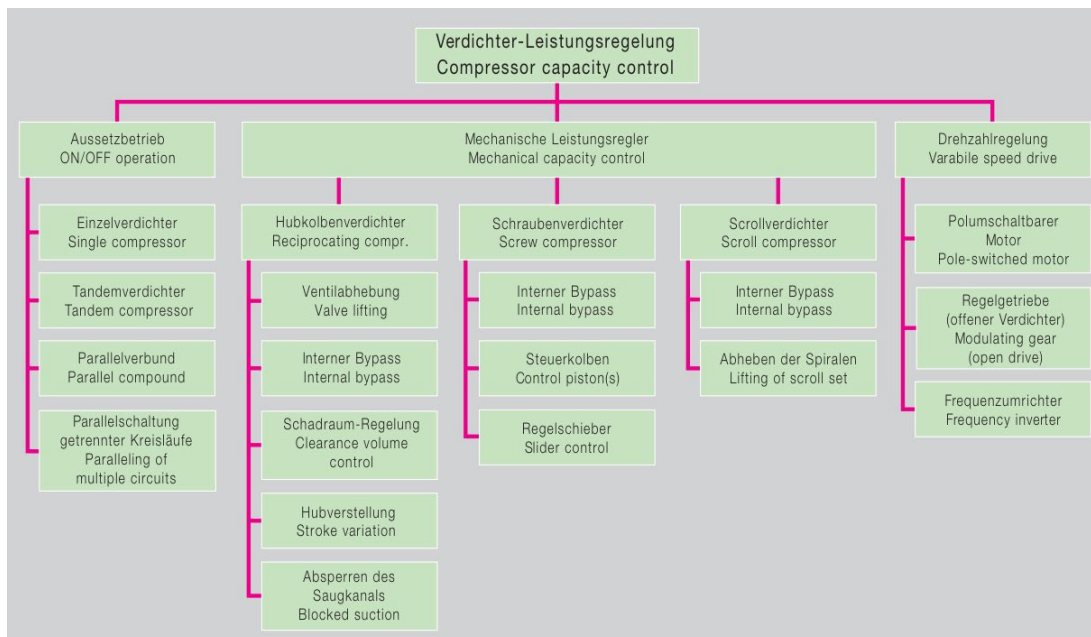 Verdichter-Leistungsregelung
Compressor capacity control
Aussetzbetrieb
ON/OFF operation
Mechanische Leistungsregler
Mechanical capacity control
Drehzahlregelung
Varabile speed drive
Einzelverdichter
Single compressor
Tandemverdichter
Tandem compressor
Parallelverbund
Parallel compound
Parallelschaltung
getrennter Kreisläufe
Paralleling of
multiple circuits
Hubkolbenverdichter
Reciprocating compr.
Ventilabhebung
Valve lifting
Interner Bypass
Internal bypass
Schadraum-Regelung
Clearance volume
control
Hubverstellung
Stroke variation
Absperren des
Saugkanals
Blocked suction
Schraubenverdichter
Screw compressor
Interner Bypass
Internal bypass
Steuerkolben
Control piston(s)
Regelschieber
Slider control
Scrollverdichter
Scroll compressor
Interner Bypass
Internal bypass
Abheben der Spiralen
Lifting of scroll set
Polumschaltbarer
Motor
Pole-switched motor
Regelgetriebe
(offener Verdichter)
Modulating gear
(open drive)
Frequenzumrichter
Frequency inverter